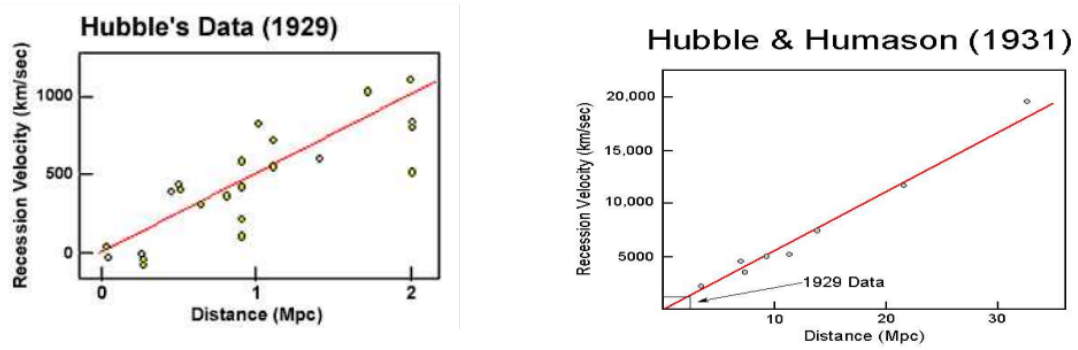 Hubble's Data (1929)
Recession Velocity (km/sec)
1000
500
0
0 1 2
Distance (Mpc)
Hubble & Humason (1931)
Recession Velocity (km/sec)
20,000
15,000
10,000
5000
1929 Data
10 20 30
Distance (Mpc)